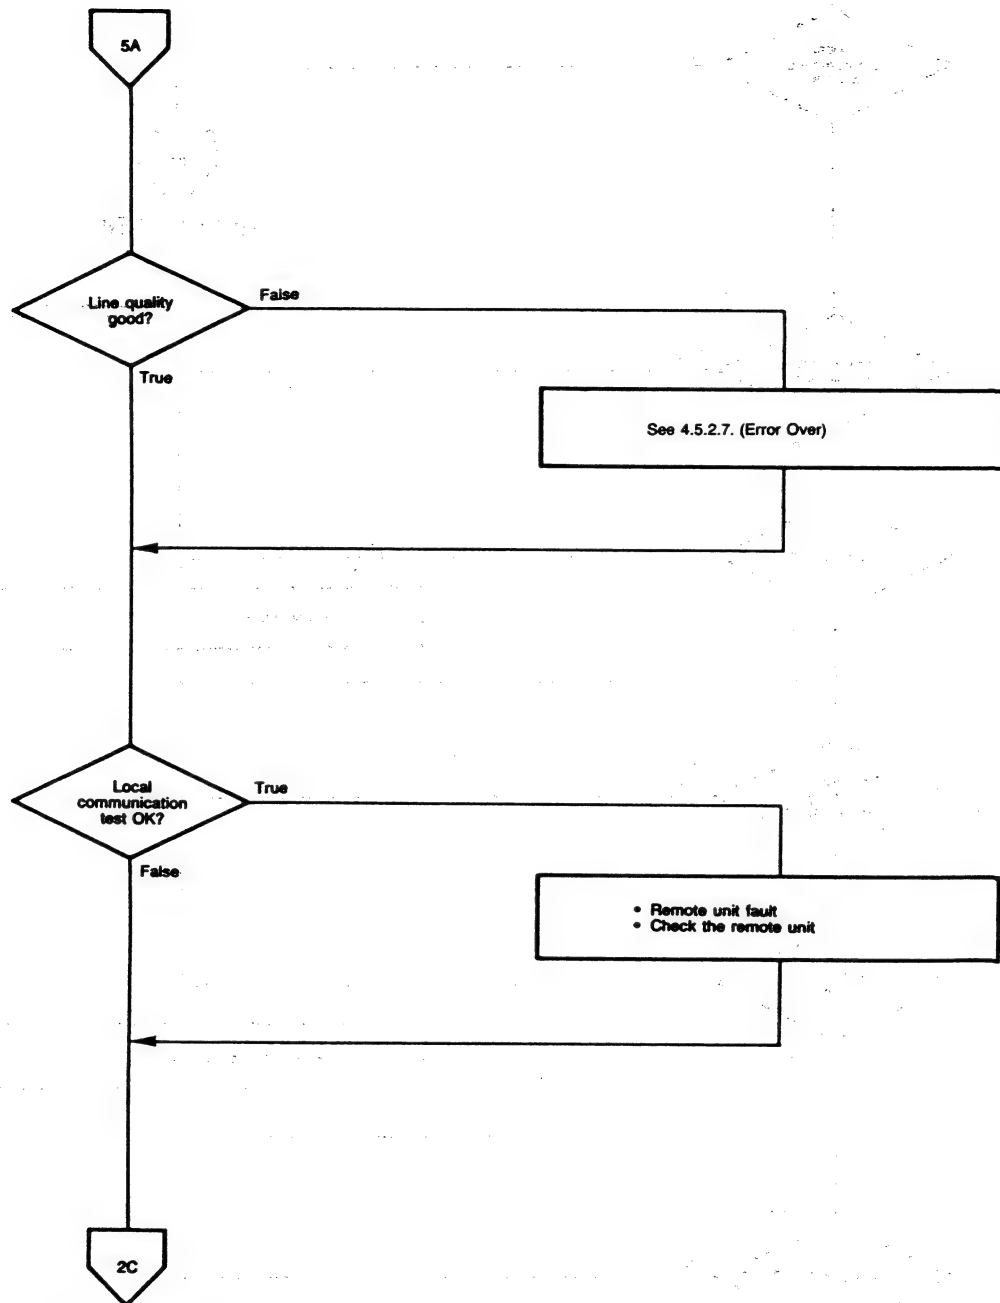 5A
Line quality
good?
False
True
See 4.5.2.7. (Error Over)
Local
communication
test OK?
True
False
• Remote unit fault
• Check the remote unit
2C